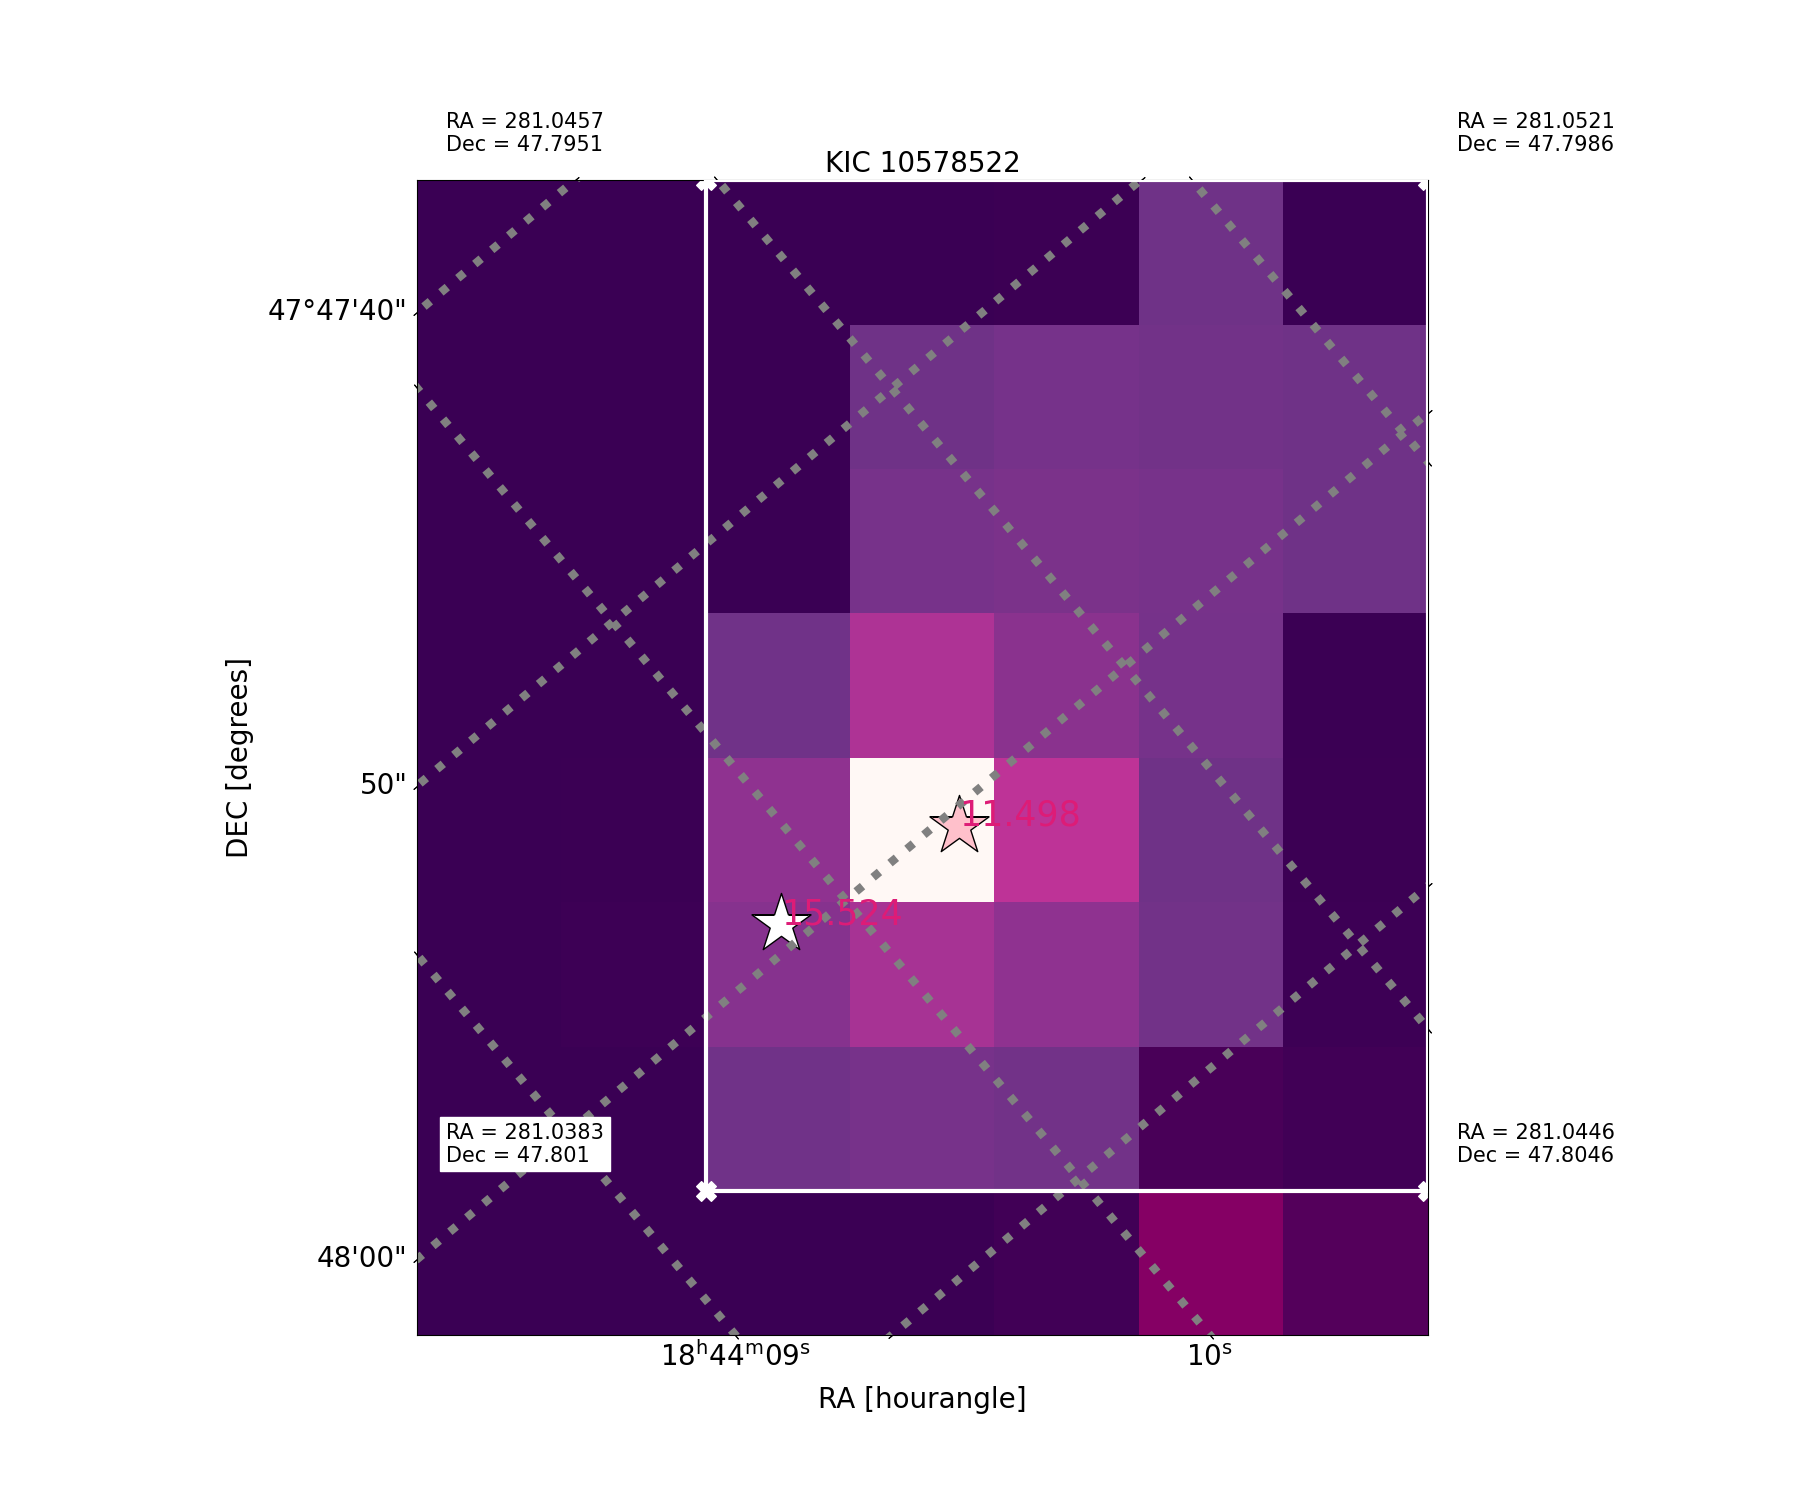 RA = 281.0457
Dec = 47.7951
RA = 281.0521
Dec = 47.7986
KIC 10578522
47°47'40"
DEC [degrees]
50"
11.498
15.524
RA = 281.0383
Dec = 47.801
RA = 281.0446
Dec = 47.8046
48'00"
18ʰ44ᵐ09ˢ
10ˢ
RA [hourangle]